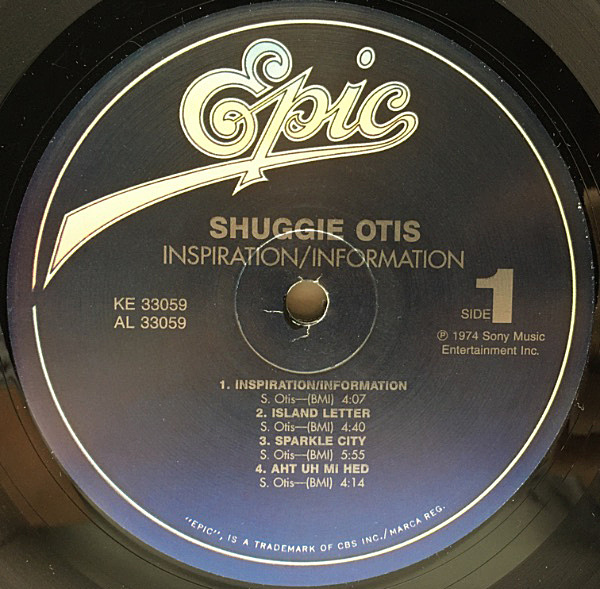 Epic
SHUGGIE OTIS
INSPIRATION/INFORMATION
KE 33059
AL 33059
SIDE 1
℗ 1974 Sony Music
Entertainment Inc.
1. INSPIRATION/INFORMATION
S. Otis—(BMI) 4:07
2. ISLAND LETTER
S. Otis—(BMI) 4:40
3. SPARKLE CITY
S. Otis—(BMI) 5:55
4. AHT UH Mi HED
S. Otis—(BMI) 4:14
"EPIC", IS A TRADEMARK OF CBS INC./MARCA REG.